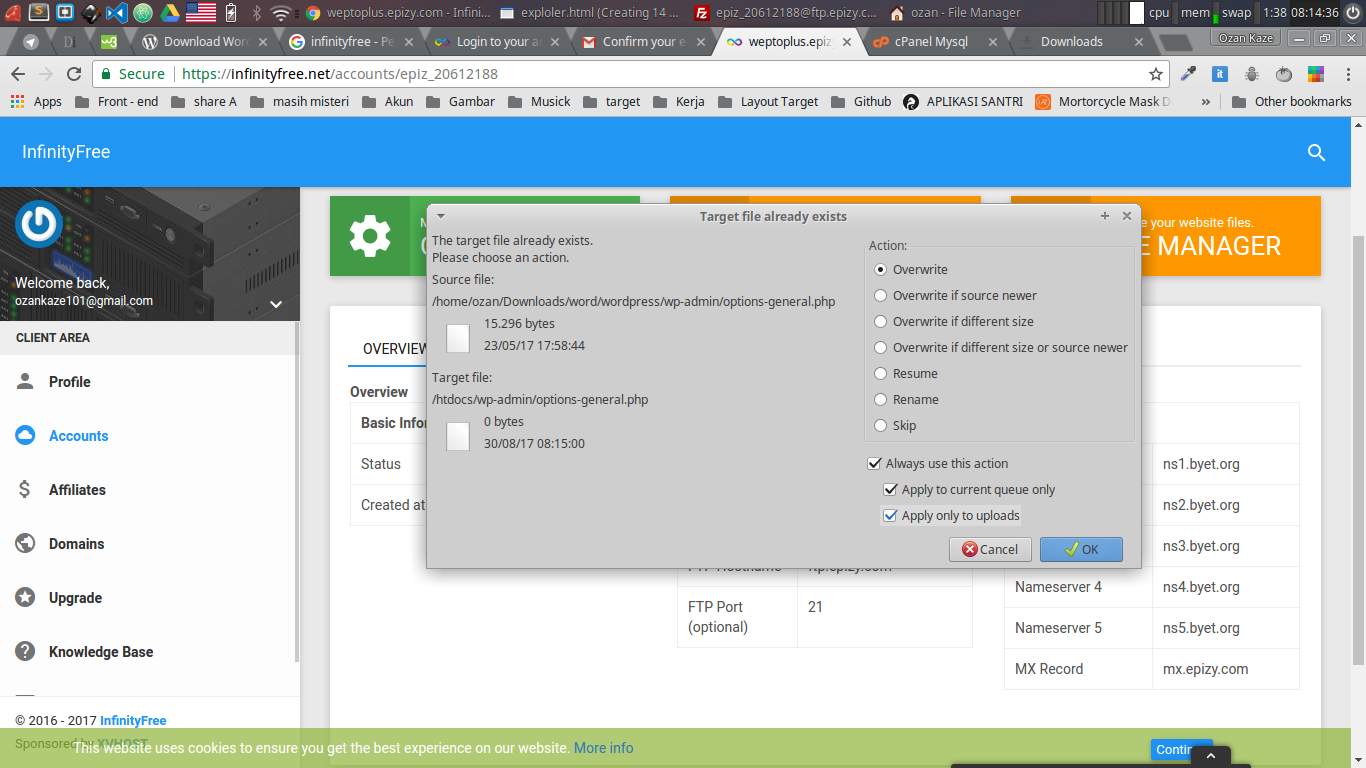 weptoplus.epizy.com - Infini...
exploler.html (Creating 14 ...
epiz_20612188@ftp.epizy.c...
ozan - File Manager
cpu
mem
swap
1:38
08:14:36
Download Wor
infinityfree - Pe
Login to your a
Confirm your e
weptoplus.epiz
cPanel Mysql
Downloads
Ozan Kaze
Secure
https://infinityfree.net/accounts/epiz_20612188
Apps
Front - end
share A
masih misteri
Akun
Gambar
Musick
target
Kerja
Layout Target
Github
APLIKASI SANTRI
Mortorcycle Mask D
»
Other bookmarks
InfinityFree
Welcome back,
ozankaze101@gmail.com
CLIENT AREA
Profile
Accounts
Affiliates
Domains
Upgrade
Knowledge Base
© 2016 - 2017 InfinityFree
Sponsored by XVHOST
e your website files.
E MANAGER
OVERVIEW
Overview
Basic Infor
Status
Created at
Target file already exists
The target file already exists.
Please choose an action.
Source file:
/home/ozan/Downloads/word/wordpress/wp-admin/options-general.php
15.296 bytes
23/05/17 17:58:44
Target file:
/htdocs/wp-admin/options-general.php
0 bytes
30/08/17 08:15:00
Action:
Overwrite
Overwrite if source newer
Overwrite if different size
Overwrite if different size or source newer
Resume
Rename
Skip
Always use this action
Apply to current queue only
Apply only to uploads
Cancel
OK
FTP Hostname
ftp.epizy.com
FTP Port
(optional)
21
ns1.byet.org
ns2.byet.org
ns3.byet.org
Nameserver 4
ns4.byet.org
Nameserver 5
ns5.byet.org
MX Record
mx.epizy.com
This website uses cookies to ensure you get the best experience on our website. More info
Contin